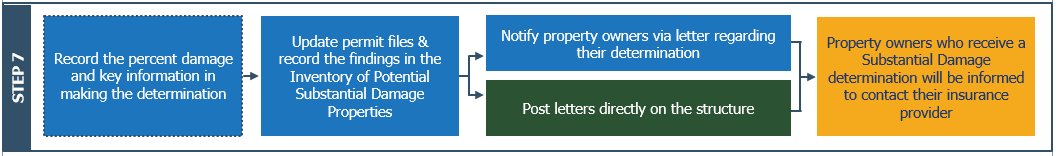 STEP 7
Record the percent damage
and key information in
making the determination
Update permit files &
record the findings in the
Inventory of Potential
Substantial Damage
Properties
Notify property owners via letter regarding
their determination
Post letters directly on the structure
Property owners who receive a
Substantial Damage
determination will be informed
to contact their insurance
provider